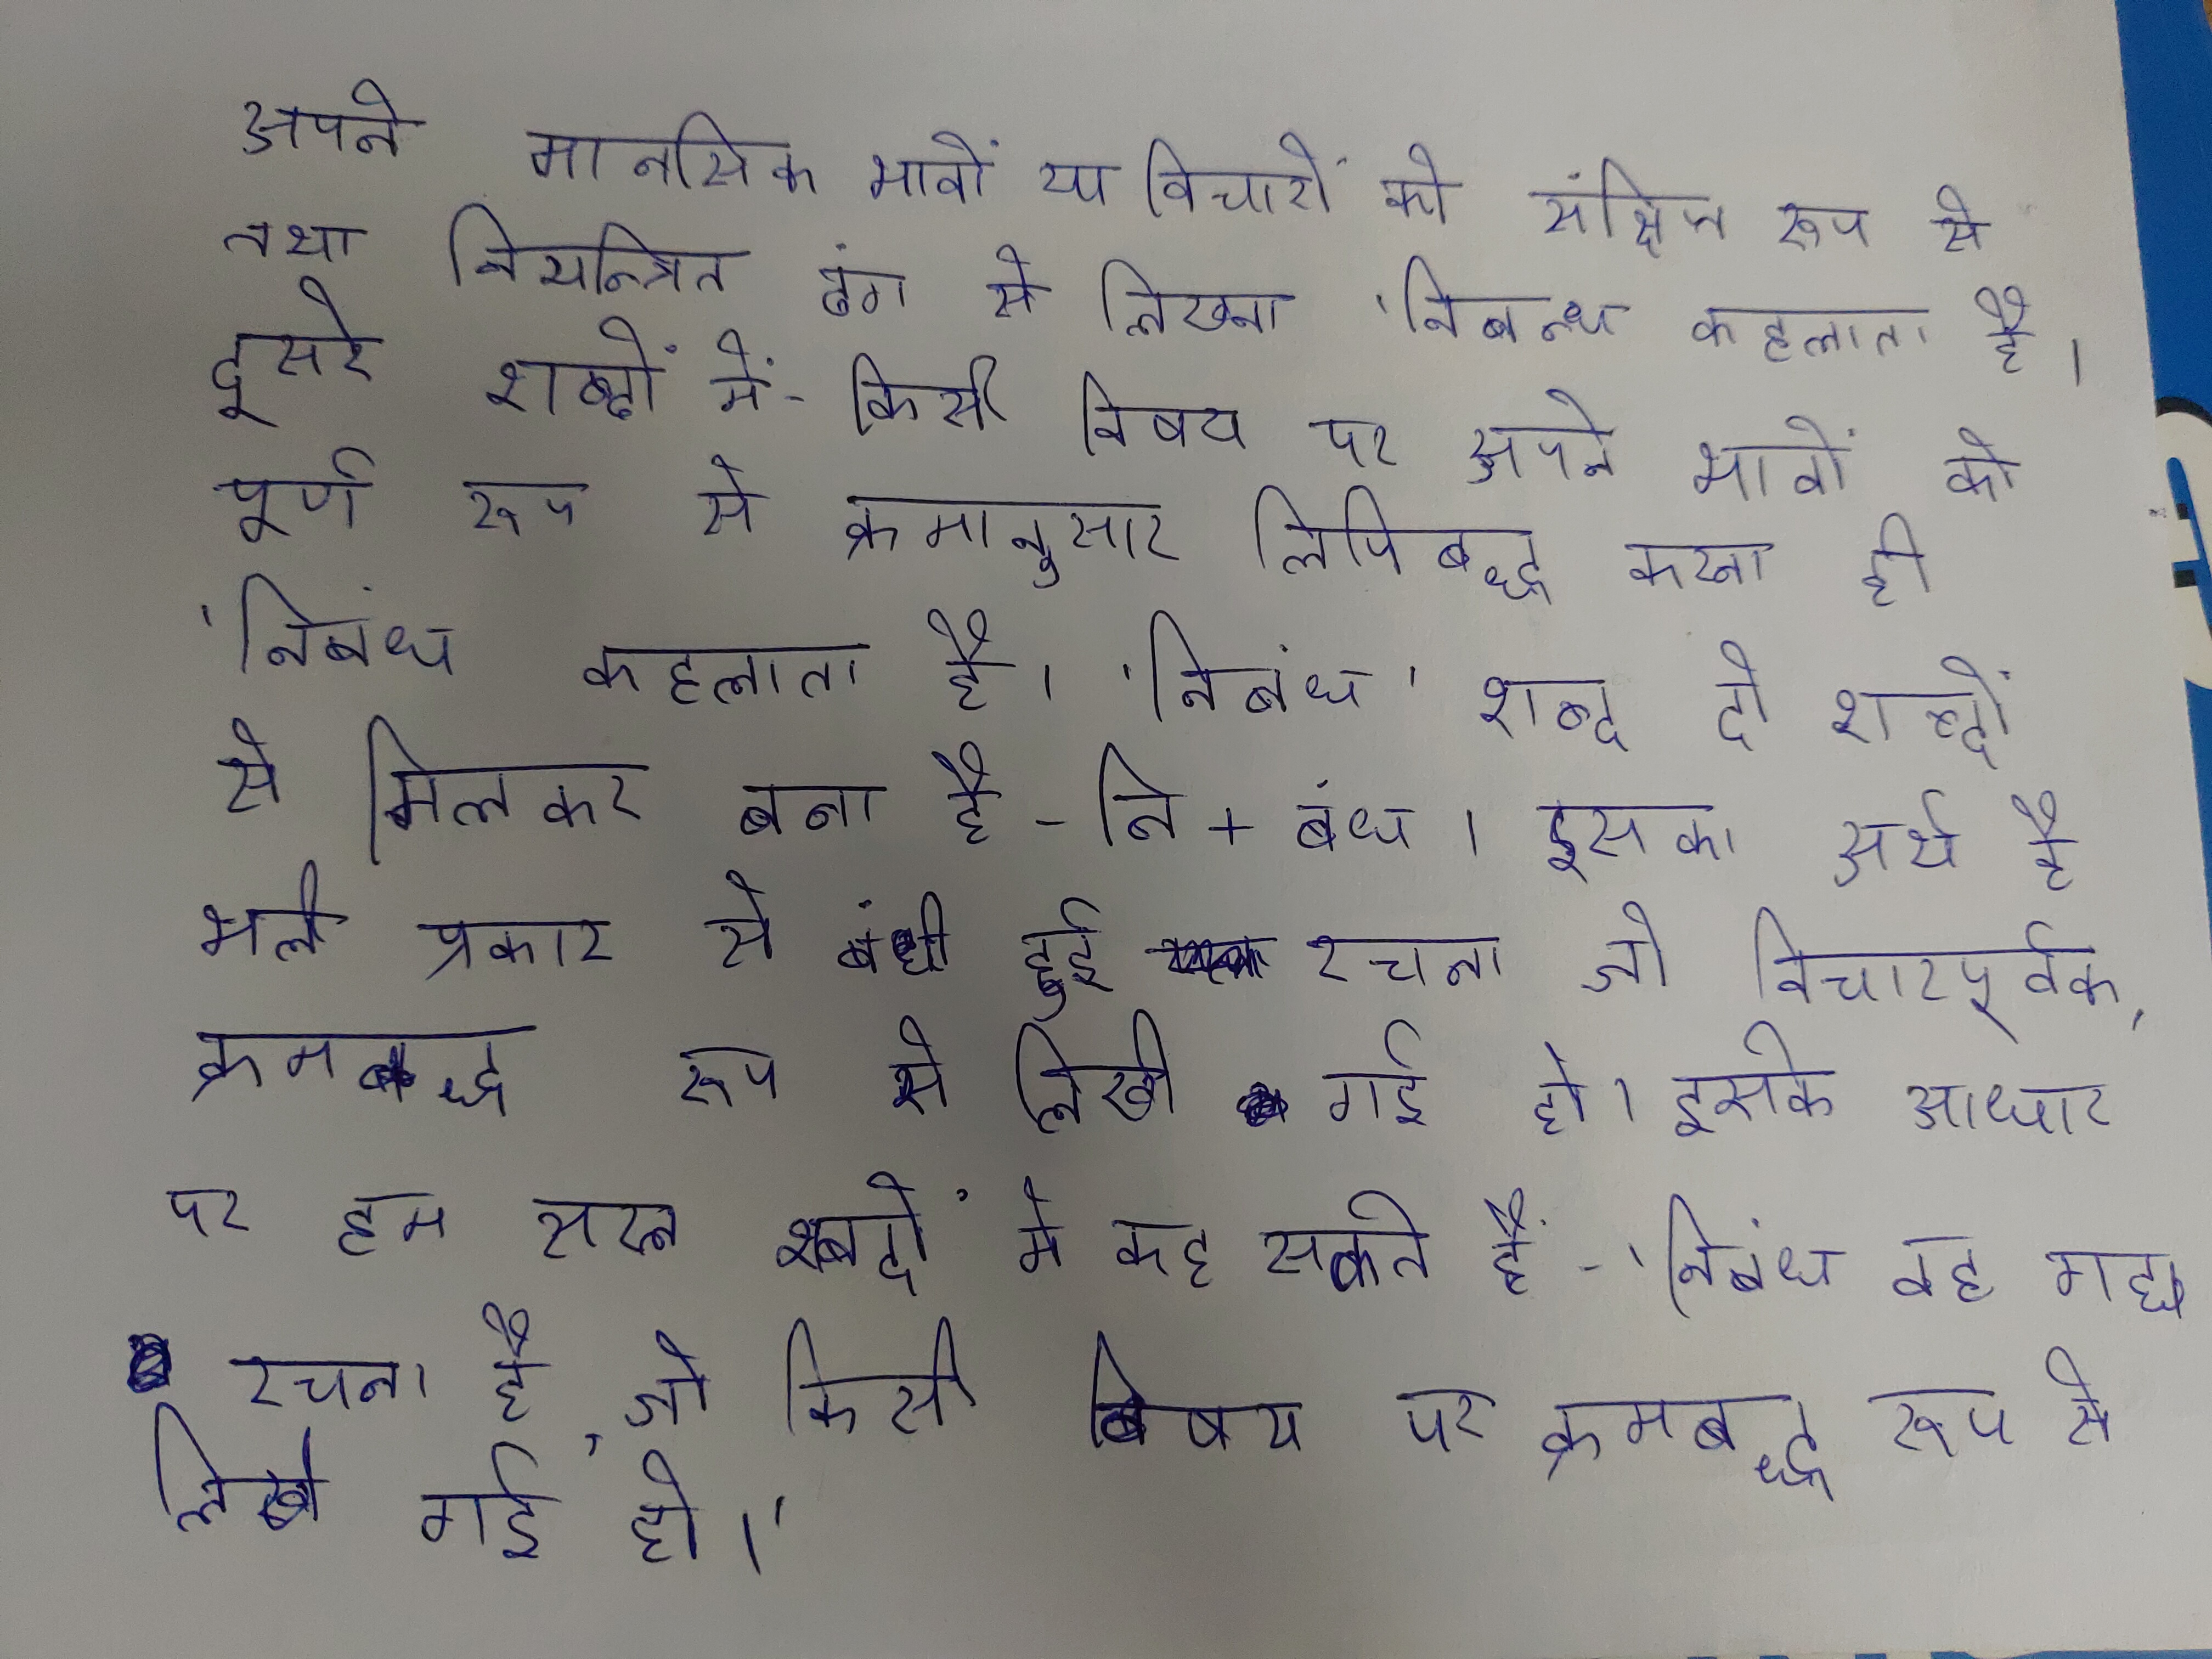 अपने मानसिक भावों या विचारों को संक्षिप्त रूप से
तथा नियन्त्रित ढंग से लिखना 'निबन्ध कहलाता है।
दूसरे शब्दों में- किसी विषय पर अपने भावों को
पूर्ण रूप से क्रमानुसार लिपिबद्ध करना ही
'निबंध कहलाता है। 'निबंध' शब्द दो शब्दों
से मिलकर बना है- नि + बंध। इसका अर्थ है
भली प्रकार से बंधी हुई रचना जो विचारपूर्वक,
क्रमबद्ध रूप से लिखी गई हो। इसके आधार
पर हम सरल शब्दों में कह सकते हैं- 'निबंध वह गद्य
रचना है, जो किसी विषय पर क्रमबद्ध रूप से
लिखी गई हो।'